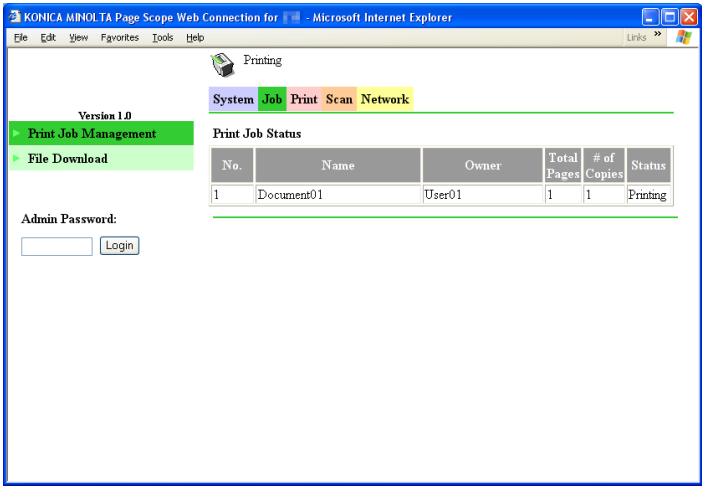 KONICA MINOLTA Page Scope Web Connection for - Microsoft Internet Explorer
File Edit View Favorites Tools Help Links »
Printing
System Job Print Scan Network
Version 1.0
Print Job Management
File Download
Admin Password:
Login
Print Job Status
No. Name Owner Total Pages # of Copies Status
1 Document01 User01 1 1 Printing